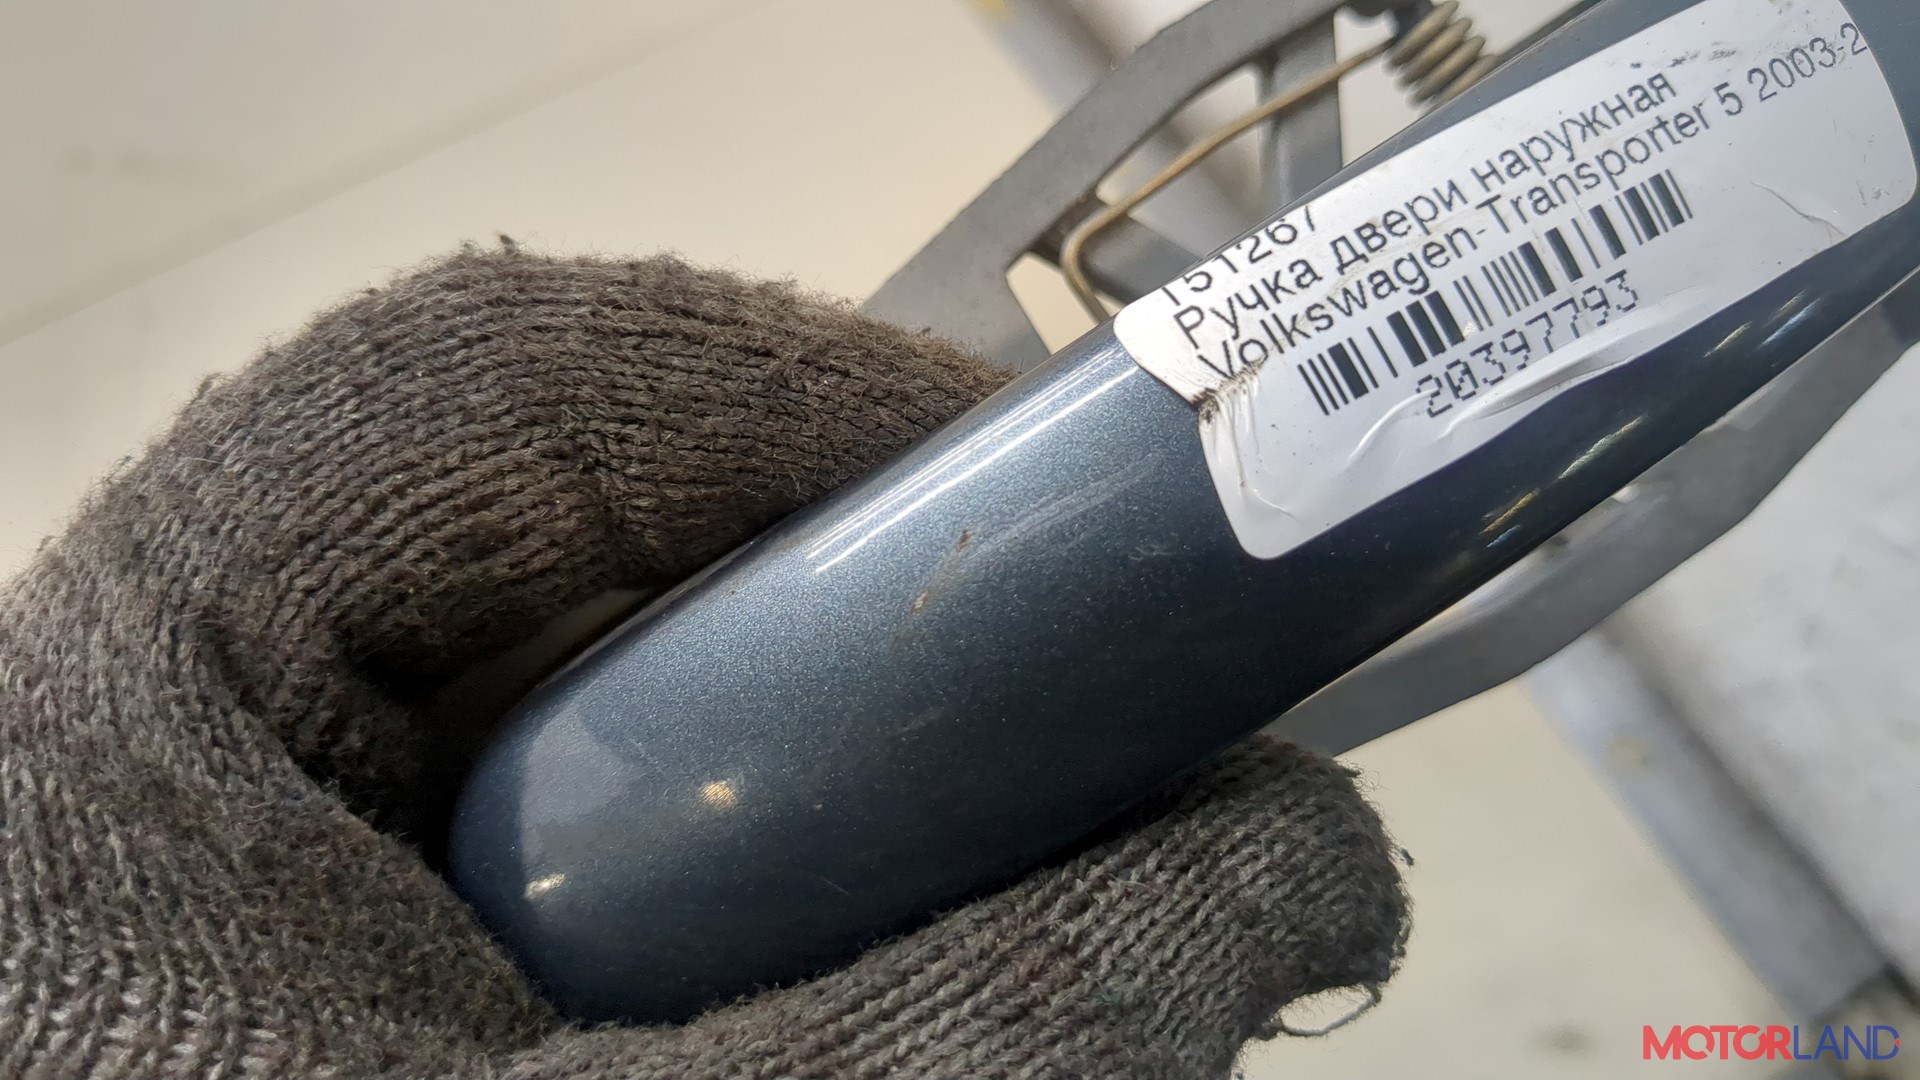 151267
Ручка двери наружная
Volkswagen-Transporter 5 2003-2
20397793
MOTORLAND